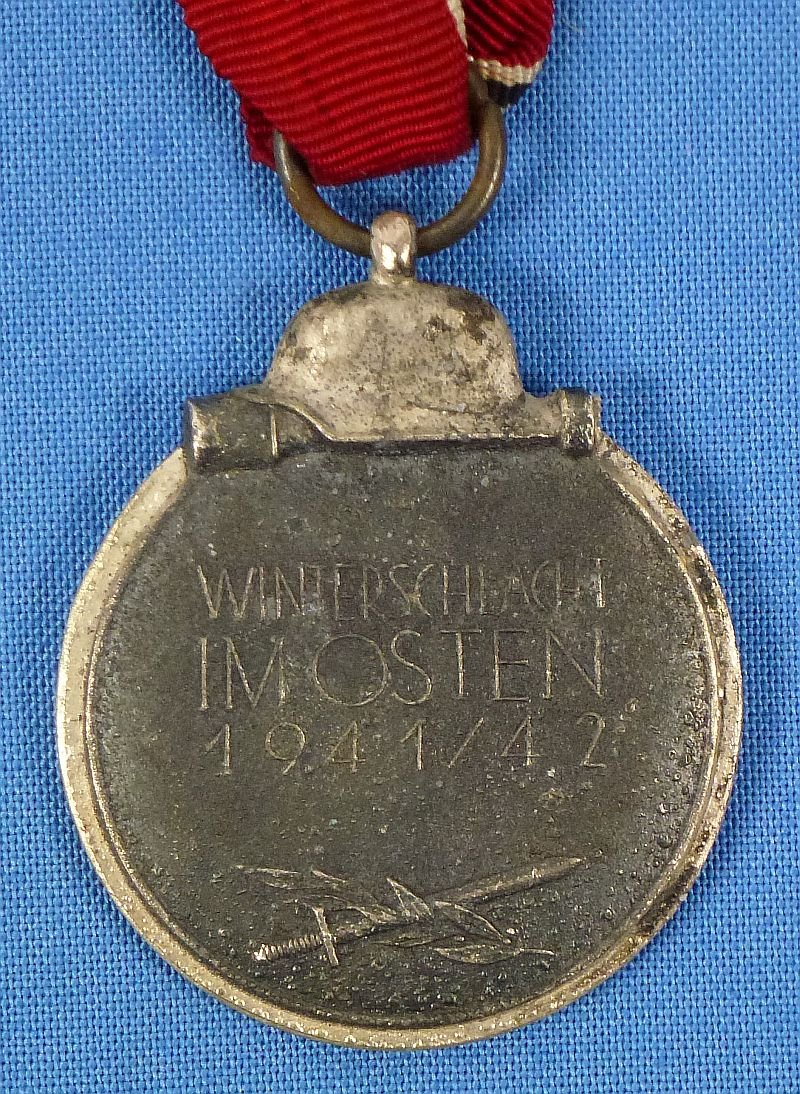 WINTERSCHLACHT
IM OSTEN
1941/42